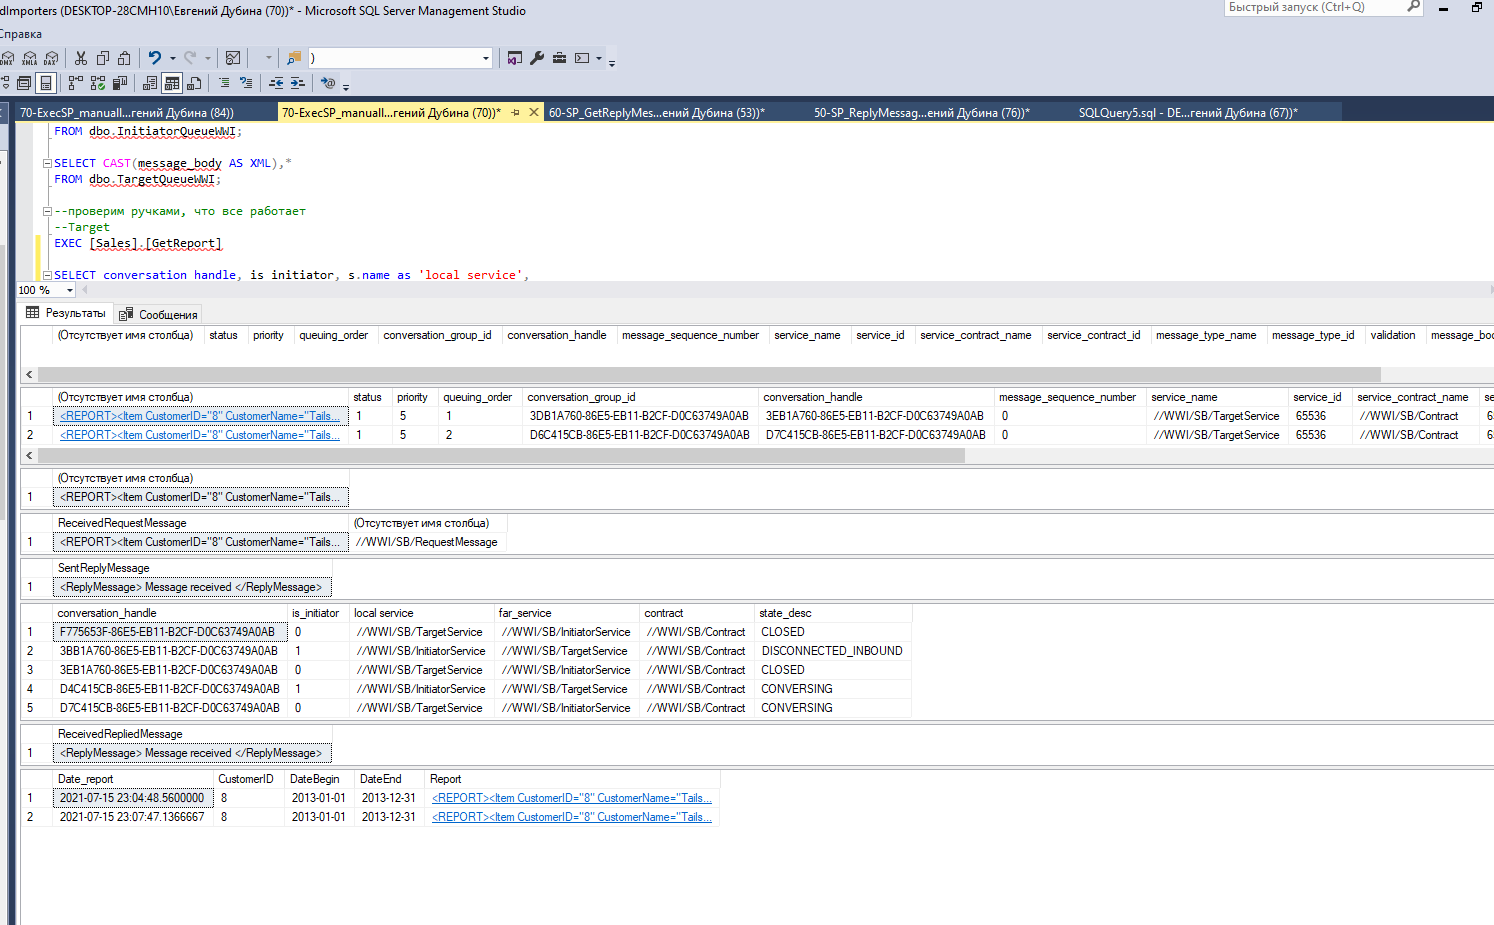 dImporters (DESKTOP-28CMH10\Евгений Дубина (70))* - Microsoft SQL Server Management Studio
Быстрый запуск (Ctrl+Q)
Справка
DMX XMLA DAX )
70-ExecSP_manuall...гений Дубина (84)) 70-ExecSP_manuall...гений Дубина (70))* 60-SP_GetReplyMes...ений Дубина (53))* 50-SP_ReplyMessag...ений Дубина (76))* SQLQuery5.sql - DE...гений Дубина (67))*
FROM dbo.InitiatorQueueWWI;
SELECT CAST(message_body AS XML),*
FROM dbo.TargetQueueWWI;
--проверим ручками, что все работает
--Target
EXEC [Sales].[GetReport]
SELECT conversation_handle, is_initiator, s.name as 'local service',
100 %
Результаты Сообщения
(Отсутствует имя столбца) status priority queuing_order conversation_group_id conversation_handle message_sequence_number service_name service_id service_contract_name service_contract_id message_type_name message_type_id validation message_boo
(Отсутствует имя столбца) status priority queuing_order conversation_group_id conversation_handle message_sequence_number service_name service_id service_contract_name se
1 <REPORT><Item CustomerID="8" CustomerName="Tails... 1 5 1 3DB1A760-86E5-EB11-B2CF-D0C63749A0AB 3EB1A760-86E5-EB11-B2CF-D0C63749A0AB 0 //WWI/SB/TargetService 65536 //WWI/SB/Contract 65
2 <REPORT><Item CustomerID="8" CustomerName="Tails... 1 5 2 D6C415CB-86E5-EB11-B2CF-D0C63749A0AB D7C415CB-86E5-EB11-B2CF-D0C63749A0AB 0 //WWI/SB/TargetService 65536 //WWI/SB/Contract 65
(Отсутствует имя столбца)
1 <REPORT><Item CustomerID="8" CustomerName="Tails...
ReceivedRequestMessage (Отсутствует имя столбца)
1 <REPORT><Item CustomerID="8" CustomerName="Tails... //WWI/SB/RequestMessage
SentReplyMessage
1 <ReplyMessage> Message received </ReplyMessage>
conversation_handle is_initiator local service far_service contract state_desc
1 F775653F-86E5-EB11-B2CF-D0C63749A0AB 0 //WWI/SB/TargetService //WWI/SB/InitiatorService //WWI/SB/Contract CLOSED
2 3BB1A760-86E5-EB11-B2CF-D0C63749A0AB 1 //WWI/SB/InitiatorService //WWI/SB/TargetService //WWI/SB/Contract DISCONNECTED_INBOUND
3 3EB1A760-86E5-EB11-B2CF-D0C63749A0AB 0 //WWI/SB/TargetService //WWI/SB/InitiatorService //WWI/SB/Contract CLOSED
4 D4C415CB-86E5-EB11-B2CF-D0C63749A0AB 1 //WWI/SB/InitiatorService //WWI/SB/TargetService //WWI/SB/Contract CONVERSING
5 D7C415CB-86E5-EB11-B2CF-D0C63749A0AB 0 //WWI/SB/TargetService //WWI/SB/InitiatorService //WWI/SB/Contract CONVERSING
ReceivedRepliedMessage
1 <ReplyMessage> Message received </ReplyMessage>
Date_report CustomerID DateBegin DateEnd Report
1 2021-07-15 23:04:48.5600000 8 2013-01-01 2013-12-31 <REPORT><Item CustomerID="8" CustomerName="Tails...
2 2021-07-15 23:07:47.1366667 8 2013-01-01 2013-12-31 <REPORT><Item CustomerID="8" CustomerName="Tails...